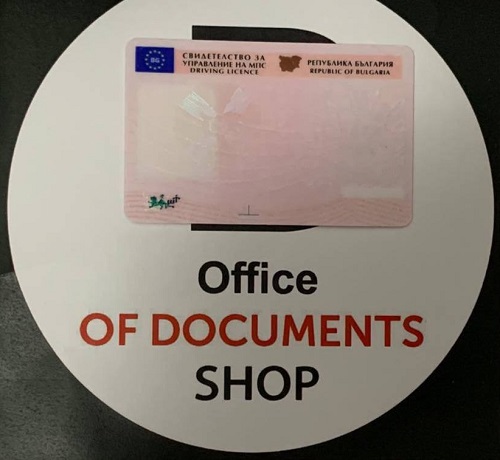 BG
СВИДЕТЕЛСТВО ЗА
УПРАВЛЕНИЕ НА МПС
DRIVING LICENCE
РЕПУБЛИКА БЪЛГАРИЯ
REPUBLIC OF BULGARIA
Office
OF DOCUMENTS
SHOP